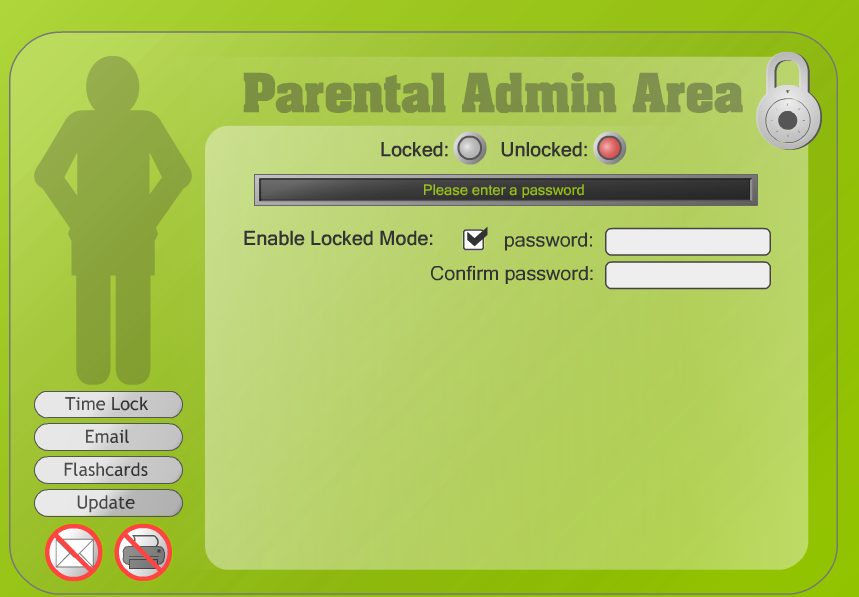 Parental Admin Area
Locked: Unlocked:
Please enter a password
Enable Locked Mode: password:
Confirm password:
Time Lock
Email
Flashcards
Update